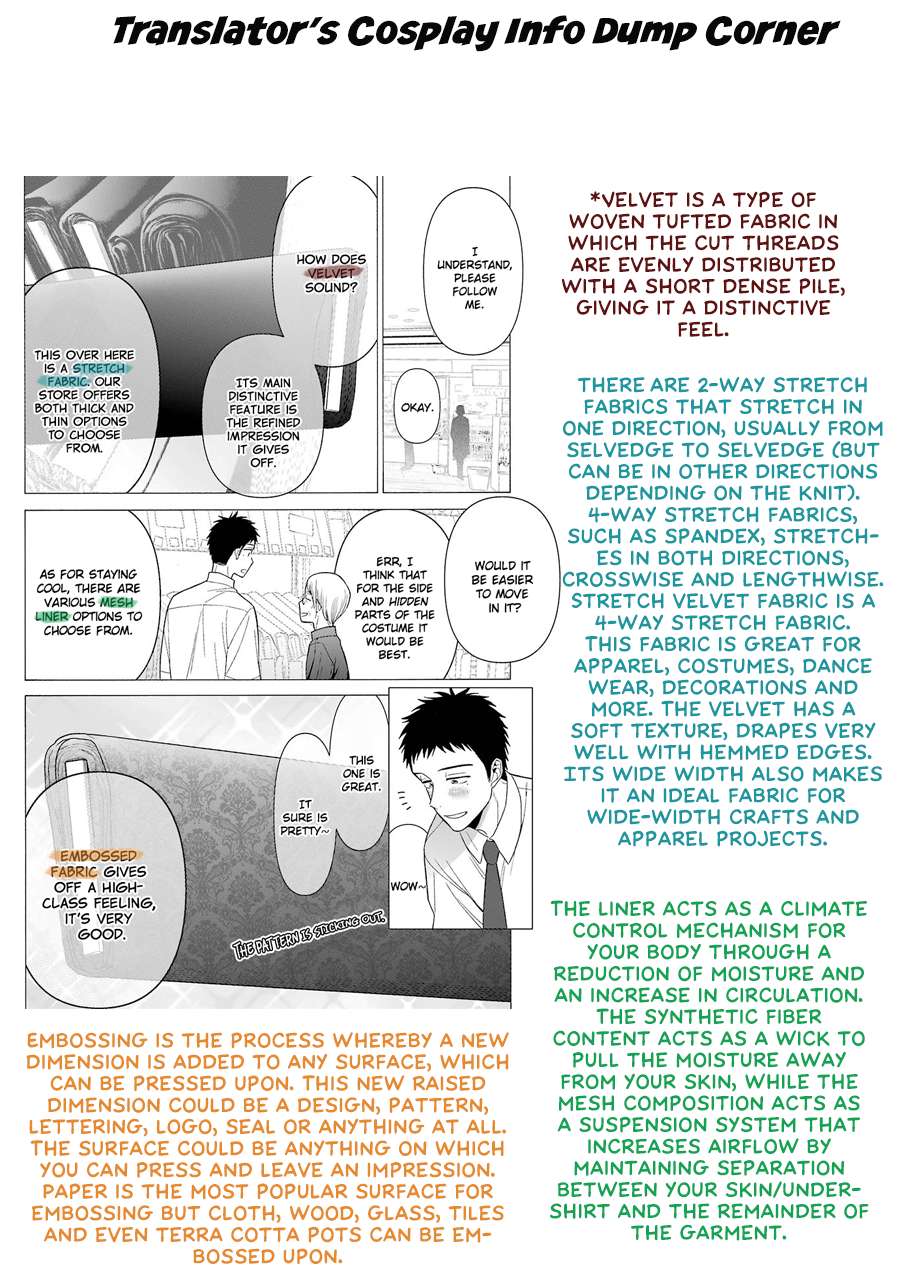 Translator's Cosplay Info Dump Corner
I
UNDERSTAND,
PLEASE
FOLLOW
ME.
OKAY.
HOW DOES
VELVET
SOUND?
ITS MAIN
DISTINCTIVE
FEATURE IS
THE REFINED
IMPRESSION
IT GIVES
OFF.
THIS OVER HERE
IS A STRETCH
FABRIC. OUR
STORE OFFERS
BOTH THICK AND
THIN OPTIONS
TO CHOOSE
FROM.
WOULD IT
BE EASIER
TO MOVE
IN IT?
ERR, I
THINK THAT
FOR THE SIDE
AND HIDDEN
PARTS OF THE
COSTUME IT
WOULD BE
BEST.
AS FOR STAYING
COOL, THERE ARE
VARIOUS MESH
LINER OPTIONS TO
CHOOSE FROM.
WOW~
THIS
ONE IS
GREAT.
IT
SURE IS
PRETTY~
EMBOSSED
FABRIC GIVES
OFF A HIGH-
CLASS FEELING,
IT'S VERY
GOOD.
THE PATTERN IS STICKING OUT.
*VELVET IS A TYPE OF
WOVEN TUFTED FABRIC IN
WHICH THE CUT THREADS
ARE EVENLY DISTRIBUTED
WITH A SHORT DENSE PILE,
GIVING IT A DISTINCTIVE
FEEL.
THERE ARE 2-WAY STRETCH
FABRICS THAT STRETCH IN
ONE DIRECTION, USUALLY FROM
SELVEDGE TO SELVEDGE (BUT
CAN BE IN OTHER DIRECTIONS
DEPENDING ON THE KNIT).
4-WAY STRETCH FABRICS,
SUCH AS SPANDEX, STRETCH-
ES IN BOTH DIRECTIONS,
CROSSWISE AND LENGTHWISE.
STRETCH VELVET FABRIC IS A
4-WAY STRETCH FABRIC.
THIS FABRIC IS GREAT FOR
APPAREL, COSTUMES, DANCE
WEAR, DECORATIONS AND
MORE. THE VELVET HAS A
SOFT TEXTURE, DRAPES VERY
WELL WITH HEMMED EDGES.
ITS WIDE WIDTH ALSO MAKES
IT AN IDEAL FABRIC FOR
WIDE-WIDTH CRAFTS AND
APPAREL PROJECTS.
THE LINER ACTS AS A CLIMATE
CONTROL MECHANISM FOR
YOUR BODY THROUGH A
REDUCTION OF MOISTURE AND
AN INCREASE IN CIRCULATION.
THE SYNTHETIC FIBER
CONTENT ACTS AS A WICK TO
PULL THE MOISTURE AWAY
FROM YOUR SKIN, WHILE THE
MESH COMPOSITION ACTS AS
A SUSPENSION SYSTEM THAT
INCREASES AIRFLOW BY
MAINTAINING SEPARATION
BETWEEN YOUR SKIN/UNDER-
SHIRT AND THE REMAINDER OF
THE GARMENT.
EMBOSSING IS THE PROCESS WHEREBY A NEW
DIMENSION IS ADDED TO ANY SURFACE, WHICH
CAN BE PRESSED UPON. THIS NEW RAISED
DIMENSION COULD BE A DESIGN, PATTERN,
LETTERING, LOGO, SEAL OR ANYTHING AT ALL.
THE SURFACE COULD BE ANYTHING ON WHICH
YOU CAN PRESS AND LEAVE AN IMPRESSION.
PAPER IS THE MOST POPULAR SURFACE FOR
EMBOSSING BUT CLOTH, WOOD, GLASS, TILES
AND EVEN TERRA COTTA POTS CAN BE EM-
BOSSED UPON.